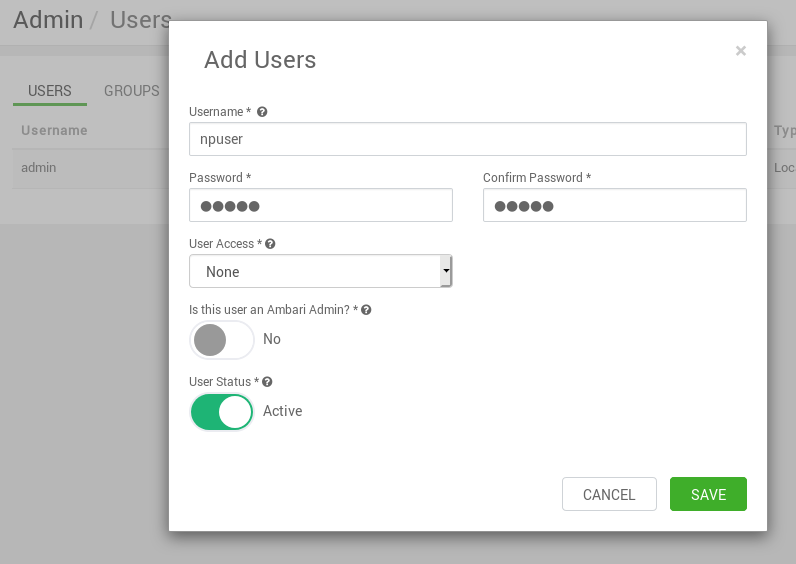 Admin / Users
Add Users
×
USERS GROUPS
Username
Typ
admin
Loc
Username *
npuser
Password *
Confirm Password *
●●●●●
●●●●●
User Access *
None
Is this user an Ambari Admin? *
No
User Status *
Active
CANCEL
SAVE